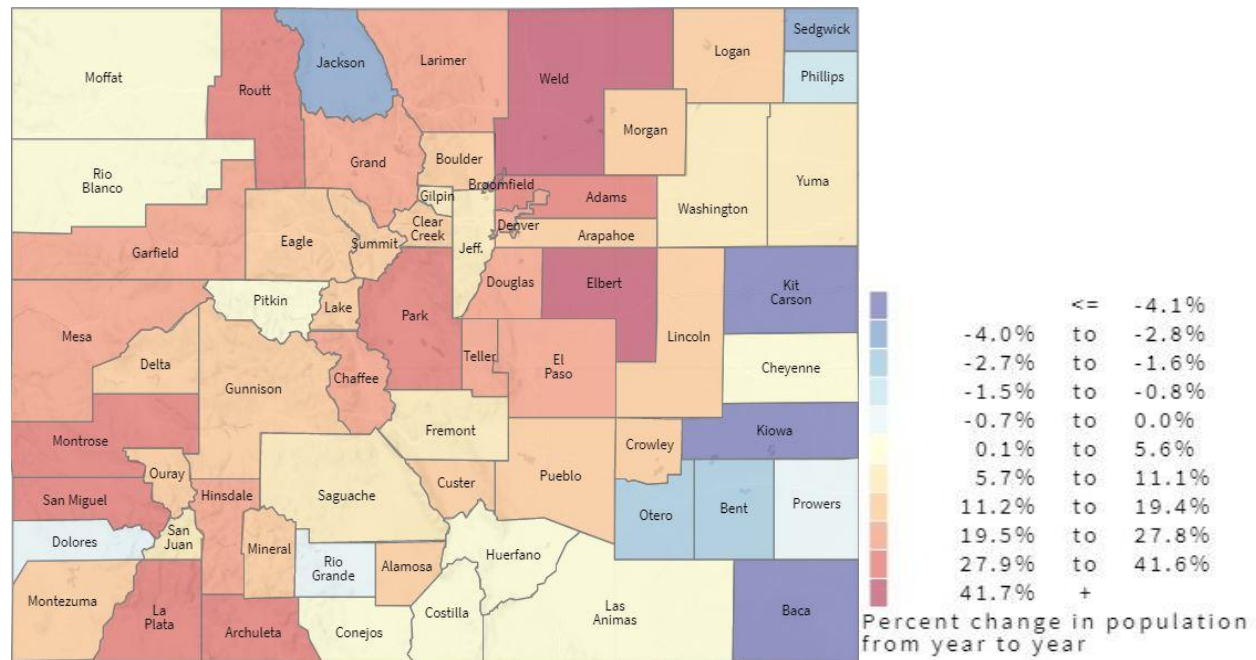 Sedgwick
Logan
Jackson
Larimer
Moffat
Phillips
Weld
Routt
Morgan
Boulder
Grand
Rio
Blanco
Yuma
Broomfield
Gilpin
Adams
Washington
Clear
Creek
Denver
Arapahoe
Eagle
Summit
Jeff.
Garfield
Douglas
Elbert
Kit
Carson
Pitkin
Lake
Park
Mesa
Lincoln
Teller
El
Paso
Delta
Cheyenne
Chaffee
Gunnison
Fremont
Kiowa
Montrose
Crowley
Ouray
Pueblo
Custer
San Miguel
Hinsdale
Saguache
Prowers
Bent
Otero
San
Juan
Dolores
Mineral
Huerfano
Rio
Grande
Alamosa
Montezuma
La
Plata
Costilla
Las
Animas
Baca
Archuleta
Conejos
<= -4.1%
-4.0% to -2.8%
-2.7% to -1.6%
-1.5% to -0.8%
-0.7% to 0.0%
0.1% to 5.6%
5.7% to 11.1%
11.2% to 19.4%
19.5% to 27.8%
27.9% to 41.6%
41.7% +
Percent change in population
from year to year